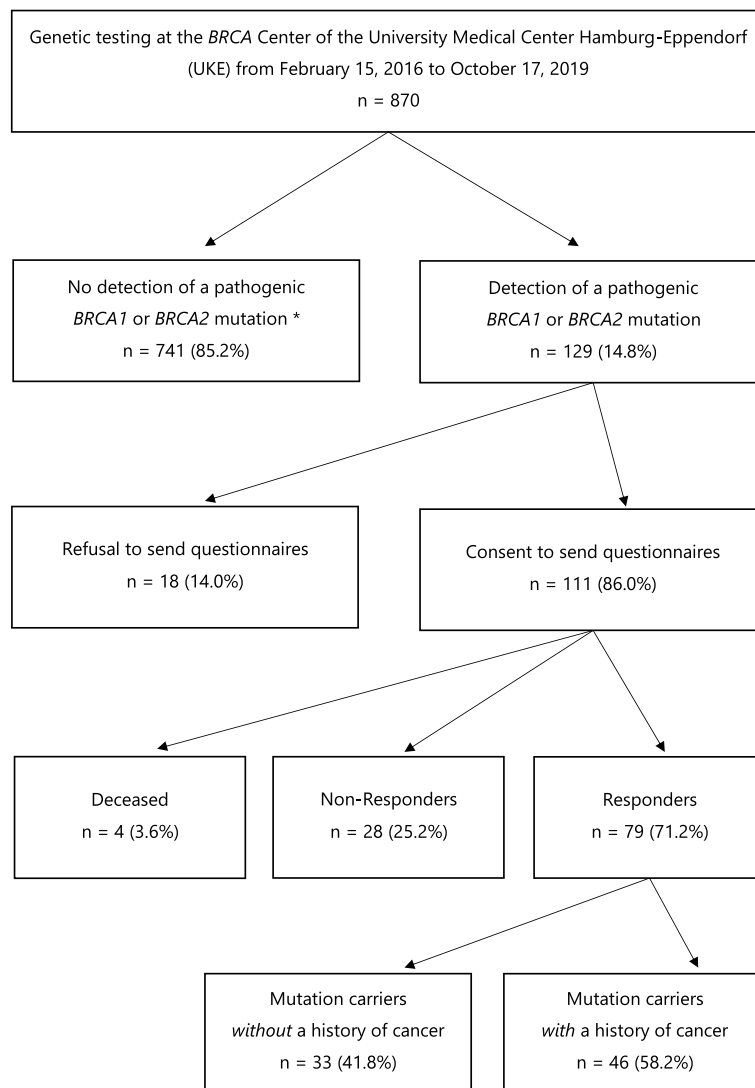 Genetic testing at the BRCA Center of the University Medical Center Hamburg-Eppendorf
(UKE) from February 15, 2016 to October 17, 2019
n = 870
No detection of a pathogenic
BRCA1 or BRCA2 mutation *
n = 741 (85.2%)
Detection of a pathogenic
BRCA1 or BRCA2 mutation
n = 129 (14.8%)
Refusal to send questionnaires
n = 18 (14.0%)
Consent to send questionnaires
n = 111 (86.0%)
Deceased
n = 4 (3.6%)
Non-Responders
n = 28 (25.2%)
Responders
n = 79 (71.2%)
Mutation carriers
without a history of cancer
n = 33 (41.8%)
Mutation carriers
with a history of cancer
n = 46 (58.2%)